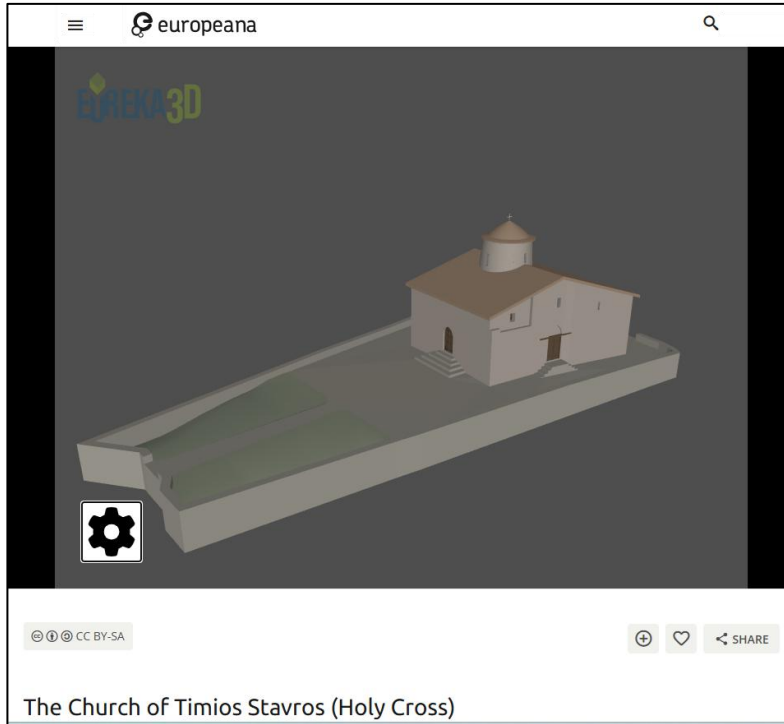 europeana
EUREKA3D
CC BY-SA
SHARE
The Church of Timios Stavros (Holy Cross)